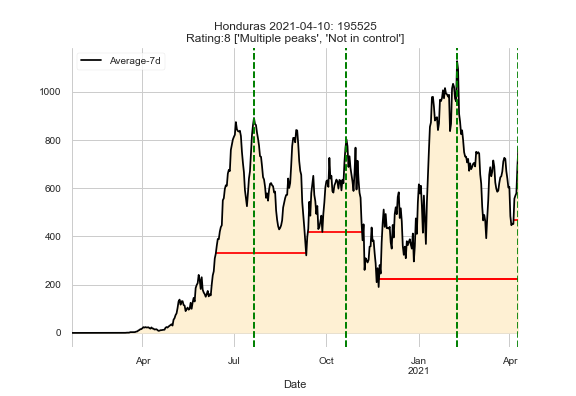 Honduras 2021-04-10: 195525
Rating:8 ['Multiple peaks', 'Not in control']
Average-7d
1000
800
600
400
200
0
Apr
Jul
Oct
Jan
2021
Apr
Date